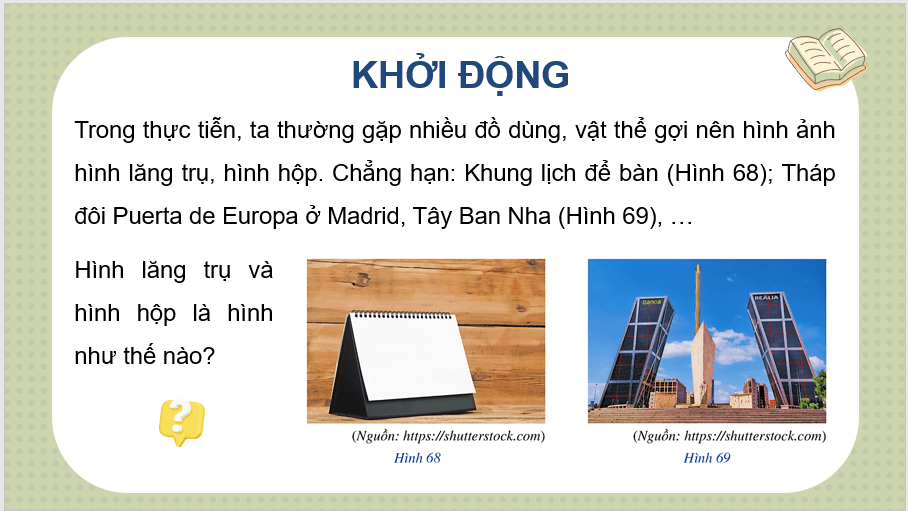 KHỞI ĐỘNG
Trong thực tiễn, ta thường gặp nhiều đồ dùng, vật thể gợi nên hình ảnh
hình lăng trụ, hình hộp. Chẳng hạn: Khung lịch để bàn (Hình 68); Tháp
đôi Puerta de Europa ở Madrid, Tây Ban Nha (Hình 69), …
Hình lăng trụ và
hình hộp là hình
như thế nào?
?
Bankia
REALIA
(Nguồn: https://shutterstock.com)
Hình 68
(Nguồn: https://shutterstock.com)
Hình 69